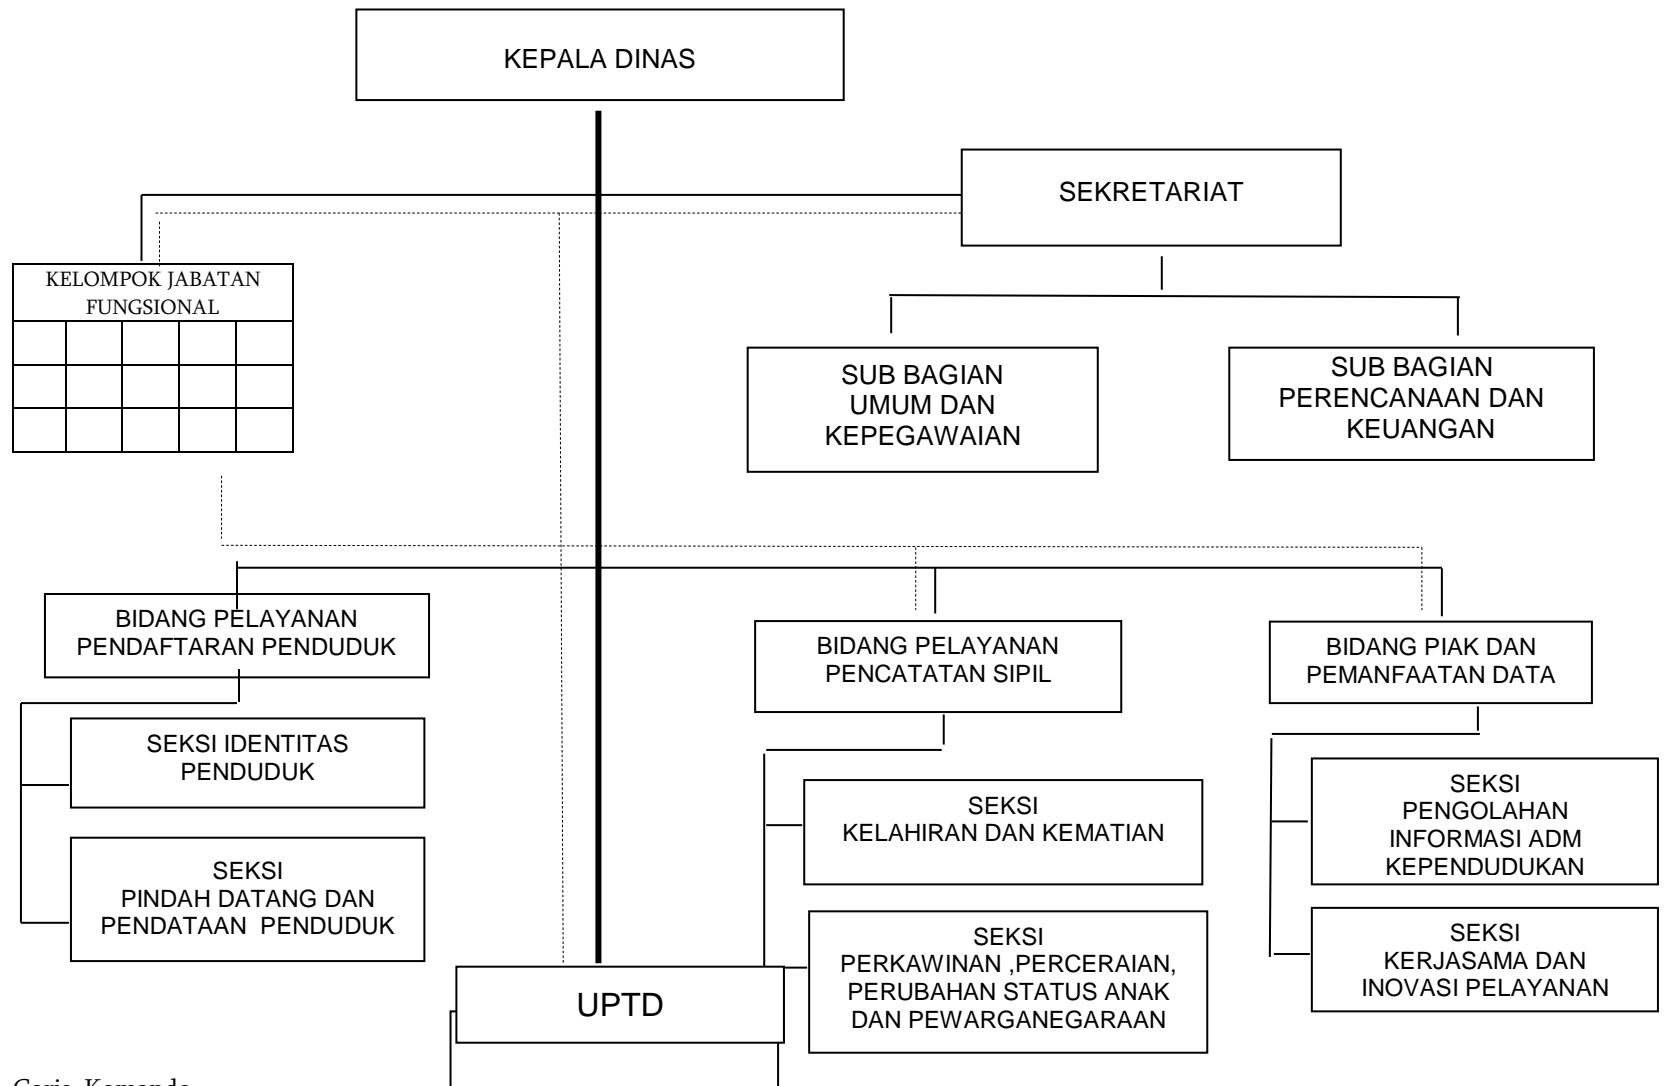 KEPALA DINAS
SEKRETARIAT
KELOMPOK JABATAN
FUNGSIONAL
SUB BAGIAN
UMUM DAN
KEPEGAWAIAN
SUB BAGIAN
PERENCANAAN DAN
KEUANGAN
BIDANG PELAYANAN
PENDAFTARAN PENDUDUK
BIDANG PELAYANAN
PENCATATAN SIPIL
BIDANG PIAK DAN
PEMANFAATAN DATA
SEKSI IDENTITAS
PENDUDUK
SEKSI
PINDAH DATANG DAN
PENDATAAN  PENDUDUK
SEKSI
KELAHIRAN DAN KEMATIAN
SEKSI
PERKAWINAN ,PERCERAIAN,
PERUBAHAN STATUS ANAK
DAN PEWARGANEGARAAN
SEKSI
PENGOLAHAN
INFORMASI ADM
KEPENDUDUKAN
SEKSI
KERJASAMA DAN
INOVASI PELAYANAN
UPTD
Garis Komando